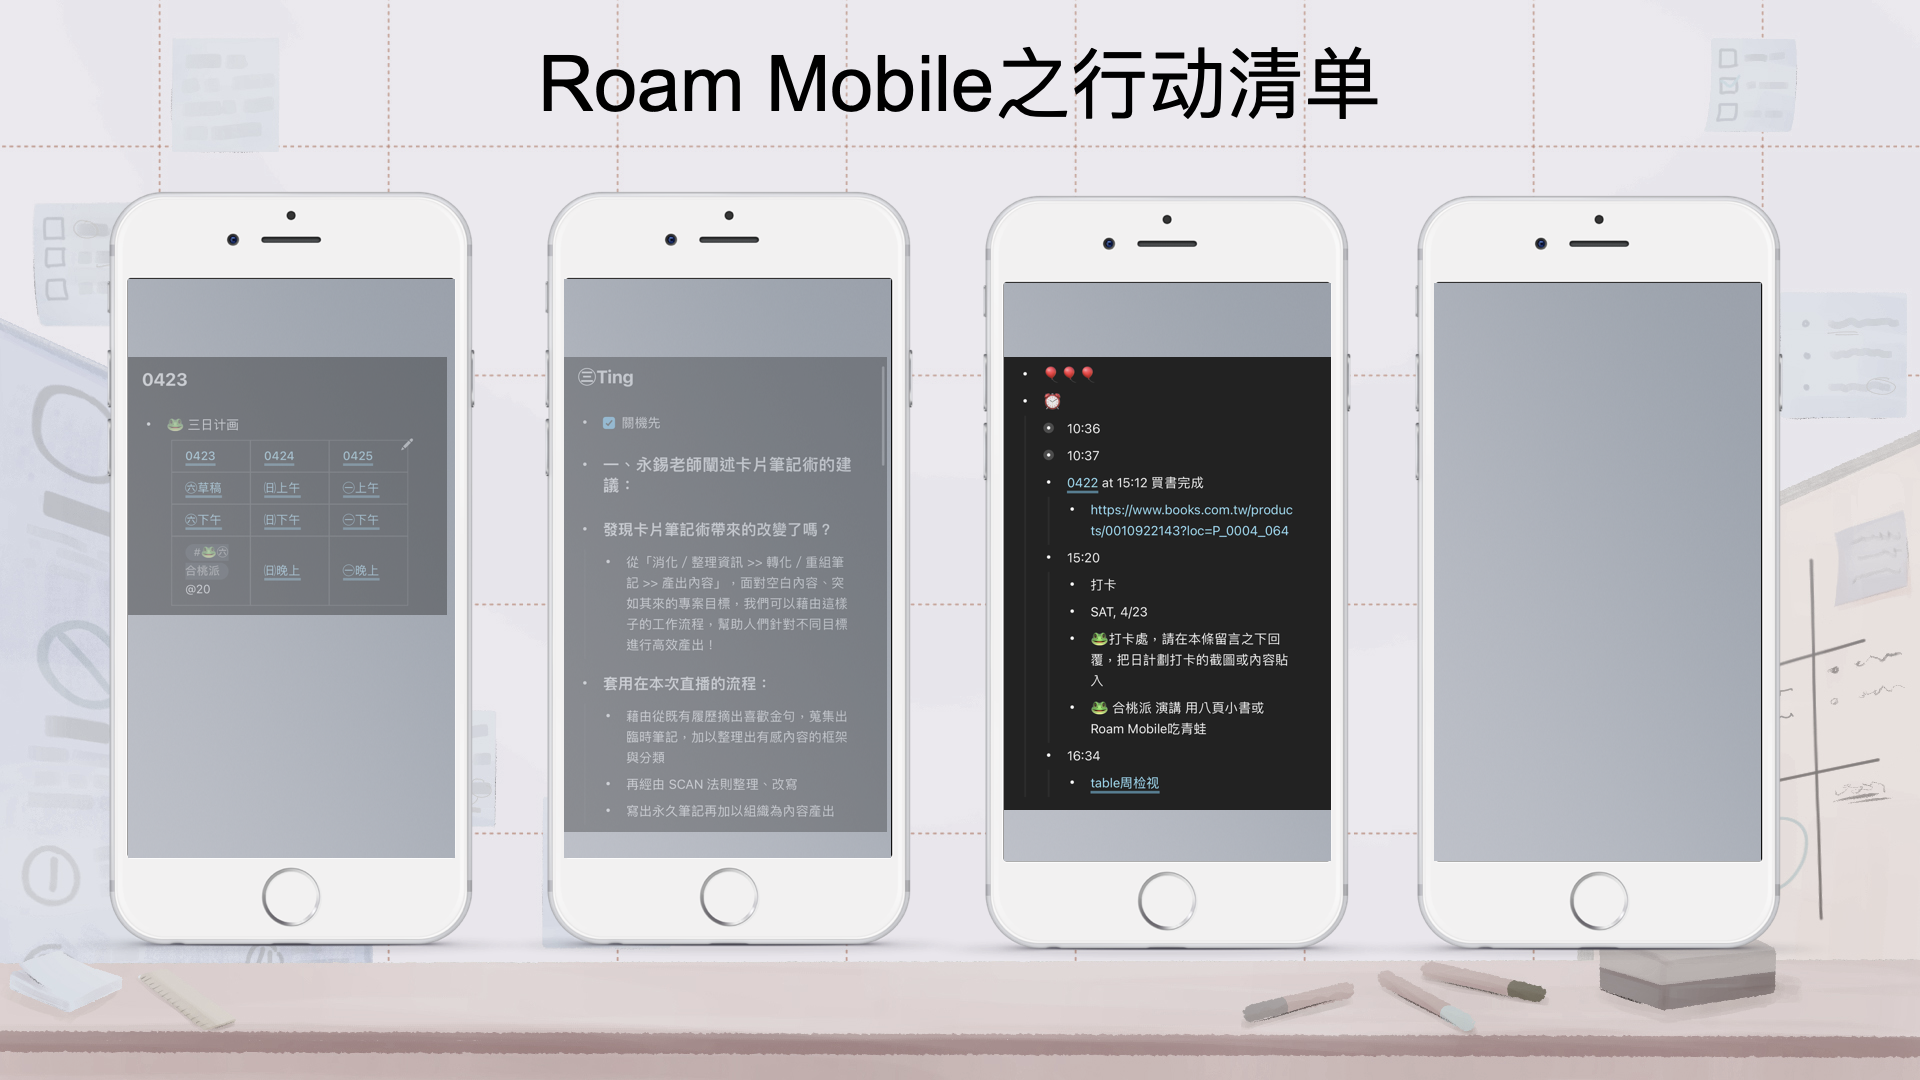 Roam Mobile之行动清单
0423
🐸 三日计画
0423 0424 0425
㊅草稿 ㊐上午 ㊀上午
㊅下午 ㊐下午 ㊀下午
#🐸㊅
合桃派
@20
㊐晚上 ㊀晚上
㊂Ting
關機先
一、永錫老師闡述卡片筆記術的建
議：
發現卡片筆記術帶來的改變了嗎？
從「消化 / 整理資訊 >> 轉化 / 重組筆
記 >> 產出內容」，面對空白內容、突
如其來的專案目標，我們可以藉由這樣
子的工作流程，幫助人們針對不同目標
進行高效產出！
套用在本次直播的流程：
藉由從既有履歷摘出喜歡金句，蒐集出
臨時筆記，加以整理出有感內容的框架
與分類
再經由 SCAN 法則整理、改寫
寫出永久筆記再加以組織為內容產出
🎈🎈🎈
⏰
10:36
10:37
0422 at 15:12 買書完成
https://www.books.com.tw/produc
ts/0010922143?loc=P_0004_064
15:20
打卡
SAT, 4/23
🐸打卡處，請在本條留言之下回
覆，把日計劃打卡的截圖或內容貼
入
🐸 合桃派 演講 用八頁小書或
Roam Mobile吃青蛙
16:34
table周检视